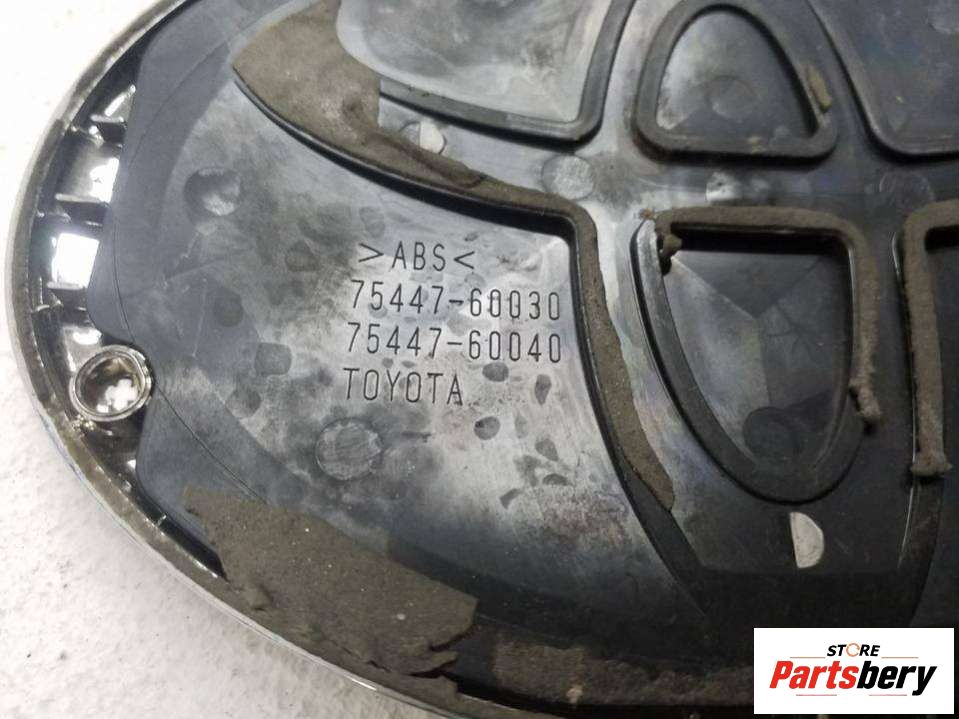 >ABS<
75447-60030
75447-60040
TOYOTA
STORE
Partsbery